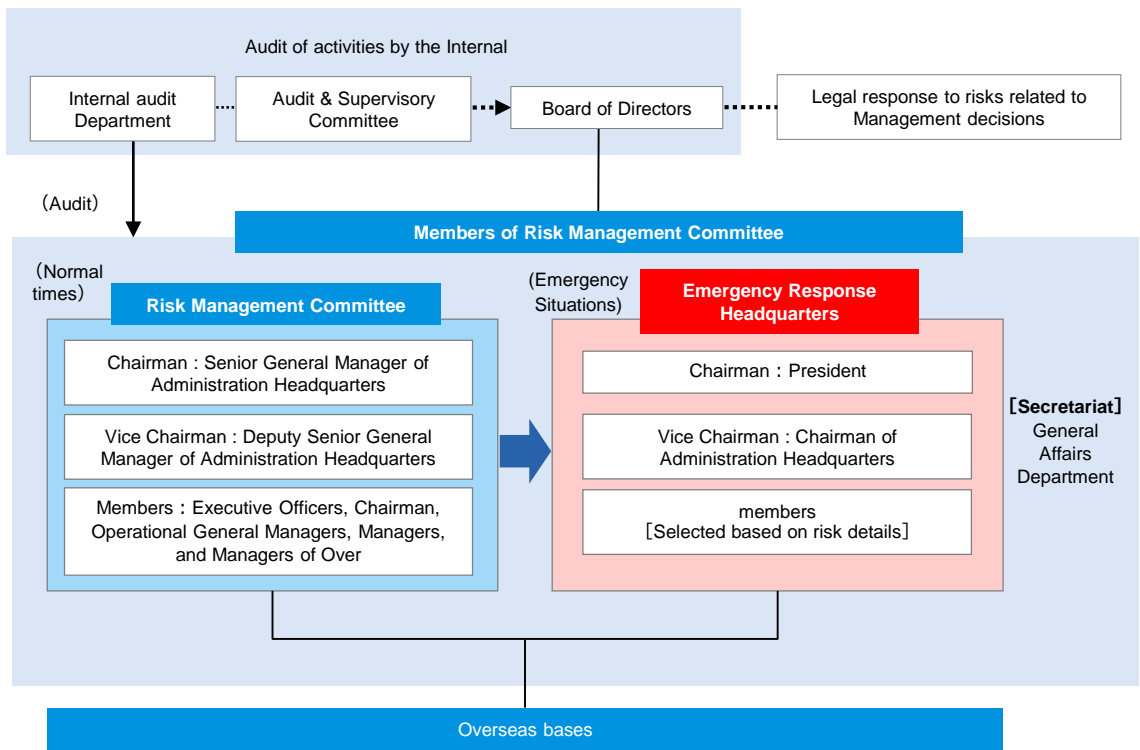 Audit of activities by the Internal
Internal audit
Department
Audit & Supervisory
Committee
Board of Directors
Legal response to risks related to
Management decisions
（Audit）
Members of Risk Management Committee
（Normal
times）
Risk Management Committee
Chairman : Senior General Manager of
Administration Headquarters
Vice Chairman : Deputy Senior General
Manager of Administration Headquarters
Members : Executive Officers, Chairman,
Operational General Managers, Managers,
and Managers of Over
(Emergency
Situations)
Emergency Response
Headquarters
Chairman : President
Vice Chairman : Chairman of
Administration Headquarters
members
［Selected based on risk details］
［Secretariat］
General
Affairs
Department
Overseas bases